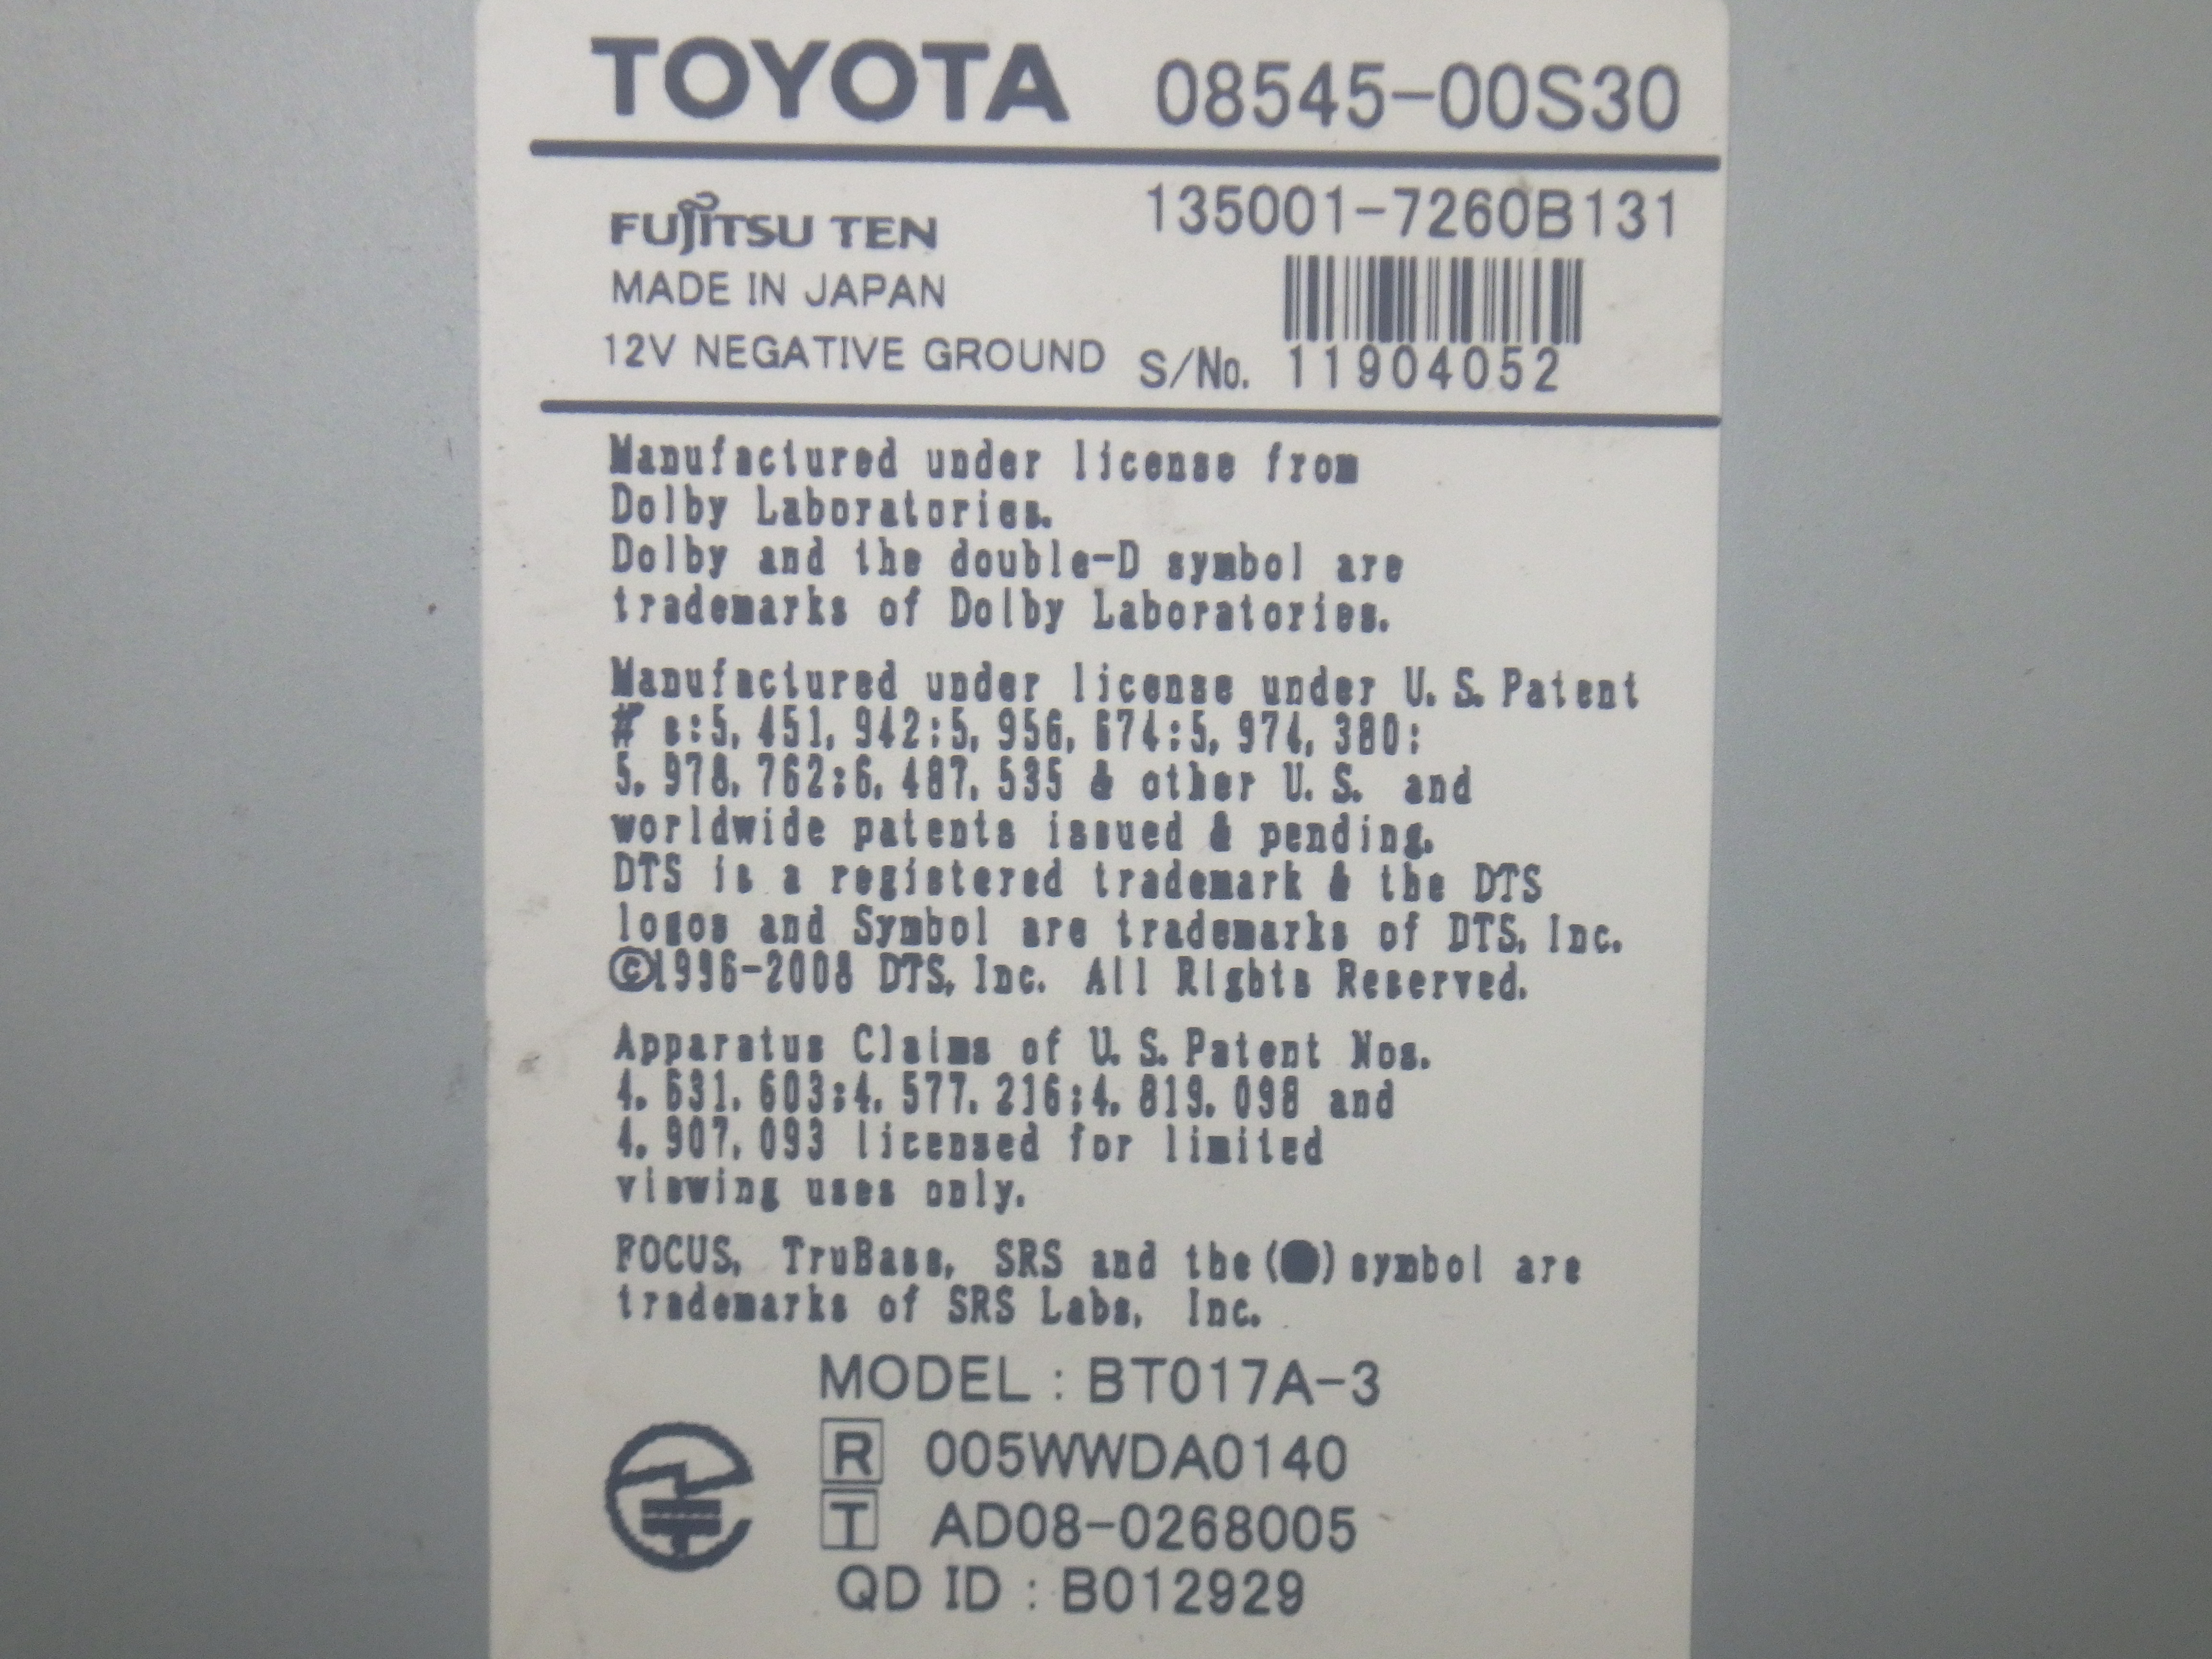 TOYOTA 08545-00S30
135001-7260B131
FUJITSU TEN
MADE IN JAPAN
12V NEGATIVE GROUND S/No. 11904052
Manufactured under license from
Dolby Laboratories.
Dolby and the double-D symbol are
trademarks of Dolby Laboratories.
Manufactured under license under U.S.Patent
# s:5,451,942;5,956,674;5,974,380;
5,978,762;6,487,535 & other U.S. and
worldwide patents issued & pending.
DTS is a registered trademark & the DTS
logos and Symbol are trademarks of DTS, Inc.
©1996-2008 DTS, Inc. All Rights Reserved.
Apparatus Claims of U.S.Patent Nos.
4,631,603;4,577,216;4,819,098 and
4,907,093 licensed for limited
viewing uses only.
FOCUS, TruBass, SRS and the (●) symbol are
trademarks of SRS Labs, Inc.
MODEL : BT017A-3
R 005WWDA0140
T AD08-0268005
QD ID : B012929